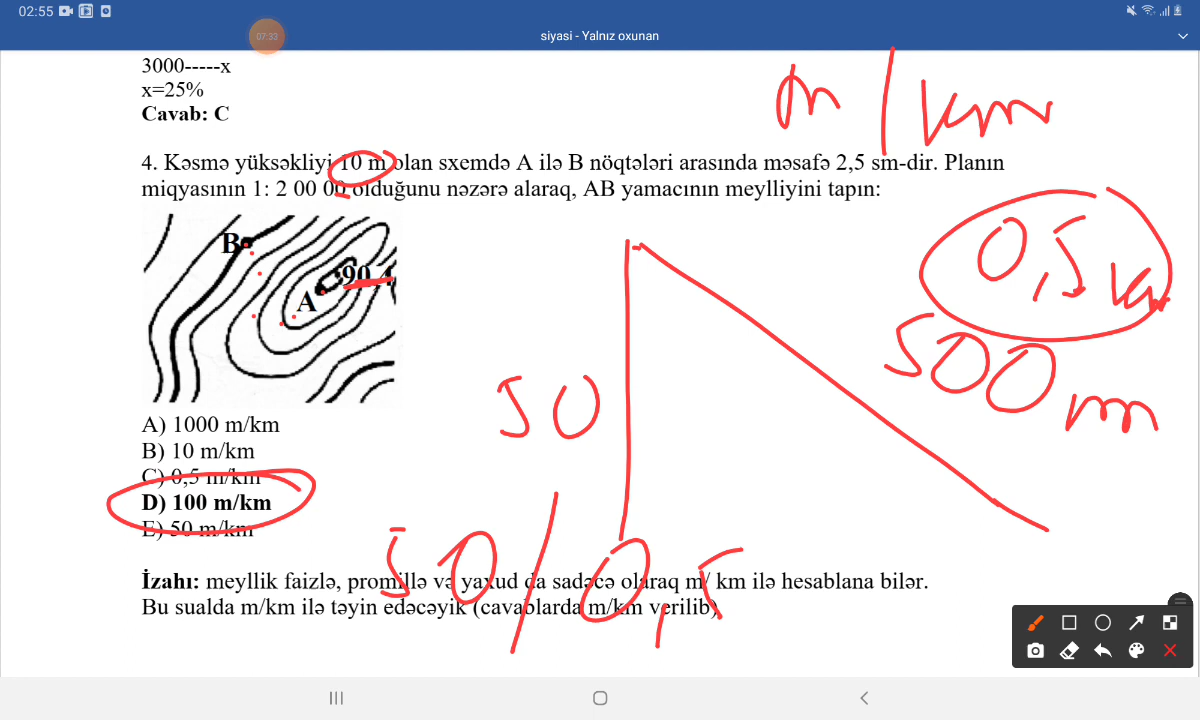 02:55
07:32
siyasi - Yalnız oxunan
3000-----x
x=25%
Cavab: C
m/km
4. Kəsmə yüksəkliyi 10 m olan sxemdə A ilə B nöqtələri arasında məsafə 2,5 sm-dir. Planın
miqyasının 1: 2 00 00 olduğunu nəzərə alaraq, AB yamacının meylliyini tapın:
B
90
A
0,5 km
500 m
50
A) 1000 m/km
B) 10 m/km
C) 0,5 m/km
D) 100 m/km
E) 50 m/km
50/0,5
İzahı: meyllik faizlə, promillə və yaxud da sadəcə olaraq m/ km ilə hesablana bilər.
Bu sualda m/km ilə təyin edəcəyik (cavablarda m/km verilib).